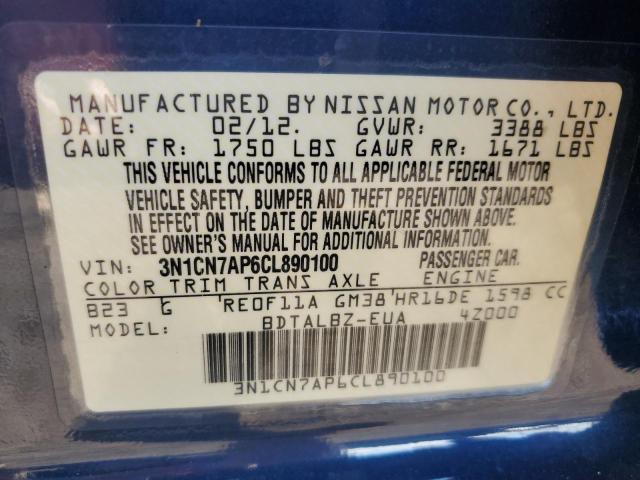 MANUFACTURED BY NISSAN MOTOR CO., LTD.
DATE: 02/12. GVWR: 3388 LBS
GAWR FR: 1750 LBS GAWR RR: 1671 LBS
THIS VEHICLE CONFORMS TO ALL APPLICABLE FEDERAL MOTOR
VEHICLE SAFETY, BUMPER AND THEFT PREVENTION STANDARDS
IN EFFECT ON THE DATE OF MANUFACTURE SHOWN ABOVE.
SEE OWNER'S MANUAL FOR ADDITIONAL INFORMATION.
VIN: 3N1CN7AP6CL890100 PASSENGER CAR.
COLOR TRIM TRANS AXLE ENGINE
B23 G RE0F11A GM38 HR16DE 1598 CC
MODEL: BDTALBZ-EUA 4Z000
3N1CN7AP6CL890100